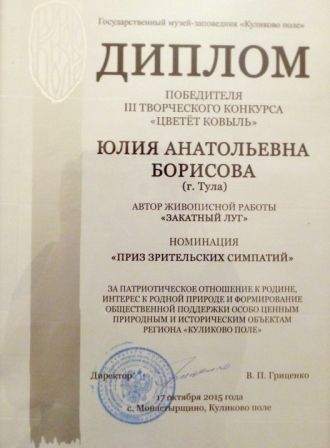 Государственный музей-заповедник «Куликово поле»
ДИПЛОМ
ПОБЕДИТЕЛЯ
III ТВОРЧЕСКОГО КОНКУРСА
«ЦВЕТЁТ КОВЫЛЬ»
ЮЛИЯ АНАТОЛЬЕВНА
БОРИСОВА
(г. Тула)
АВТОР ЖИВОПИСНОЙ РАБОТЫ
«ЗАКАТНЫЙ ЛУГ»
НОМИНАЦИЯ
«ПРИЗ ЗРИТЕЛЬСКИХ СИМПАТИЙ»
ЗА ПАТРИОТИЧЕСКОЕ ОТНОШЕНИЕ К РОДИНЕ,
ИНТЕРЕС К РОДНОЙ ПРИРОДЕ И ФОРМИРОВАНИЕ
ОБЩЕСТВЕННОЙ ПОДДЕРЖКИ ОСОБО ЦЕННЫМ
ПРИРОДНЫМ И ИСТОРИЧЕСКИМ ОБЪЕКТАМ
РЕГИОНА «КУЛИКОВО ПОЛЕ»
Директор В. П. Гриценко
17 октября 2015 года
с. Монастырщино, Куликово поле